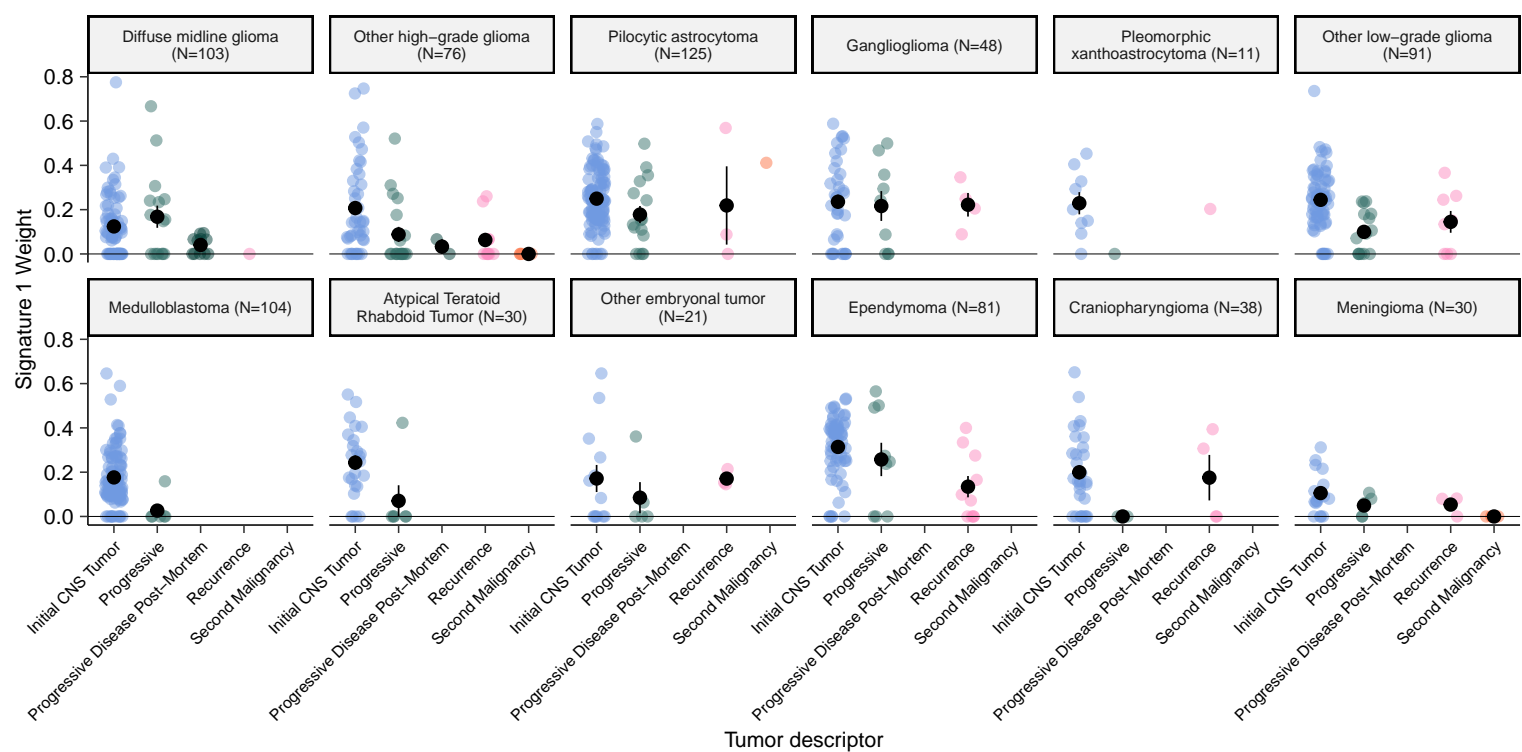 Diffuse midline glioma
(N=103)
Other high−grade glioma
(N=76)
Pilocytic astrocytoma
(N=125)
Ganglioglioma (N=48)
Pleomorphic
xanthoastrocytoma (N=11)
Other low−grade glioma
(N=91)
0.8
0.6
0.4
0.2
0.0
Signature 1 Weight
Medulloblastoma (N=104)
Atypical Teratoid
Rhabdoid Tumor (N=30)
Other embryonal tumor
(N=21)
Ependymoma (N=81)
Craniopharyngioma (N=38)
Meningioma (N=30)
0.8
0.6
0.4
0.2
0.0
Initial CNS Tumor
Progressive
Progressive Disease Post−Mortem
Recurrence
Second Malignancy
Initial CNS Tumor
Progressive
Progressive Disease Post−Mortem
Recurrence
Second Malignancy
Initial CNS Tumor
Progressive
Progressive Disease Post−Mortem
Recurrence
Second Malignancy
Initial CNS Tumor
Progressive
Progressive Disease Post−Mortem
Recurrence
Second Malignancy
Initial CNS Tumor
Progressive
Progressive Disease Post−Mortem
Recurrence
Second Malignancy
Initial CNS Tumor
Progressive
Progressive Disease Post−Mortem
Recurrence
Second Malignancy
Tumor descriptor